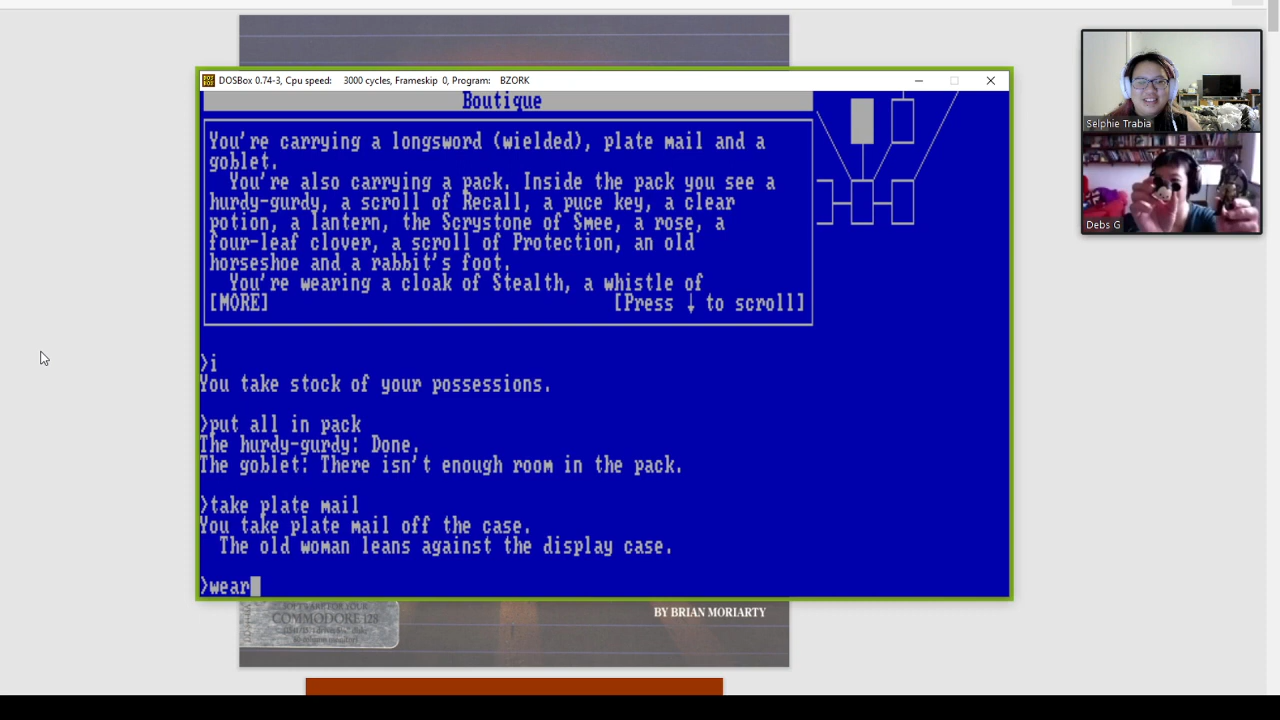 DOSBox 0.74-3, Cpu speed: 3000 cycles, Frameskip 0, Program: BZORK
Boutique
You're carrying a longsword (wielded), plate mail and a
goblet.
You're also carrying a pack. Inside the pack you see a
hurdy-gurdy, a scroll of Recall, a puce key, a clear
potion, a lantern, the Scrystone of Smee, a rose, a
four-leaf clover, a scroll of Protection, an old
horseshoe and a rabbit's foot.
You're wearing a cloak of Stealth, a whistle of
[MORE] [Press ↓ to scroll]
>i
You take stock of your possessions.
>put all in pack
The hurdy-gurdy: Done.
The goblet: There isn't enough room in the pack.
>take plate mail
You take plate mail off the case.
The old woman leans against the display case.
>wear
COMMODORE 128
BY BRIAN MORIARTY
Selphie Trabia
Debs G